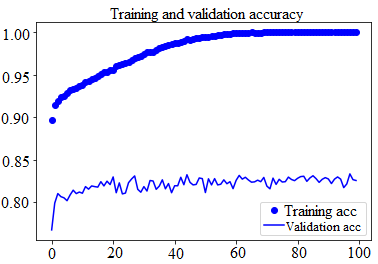 Training and validation accuracy
1.00
0.95
0.90
0.85
0.80
0 20 40 60 80 100
Training acc
Validation acc